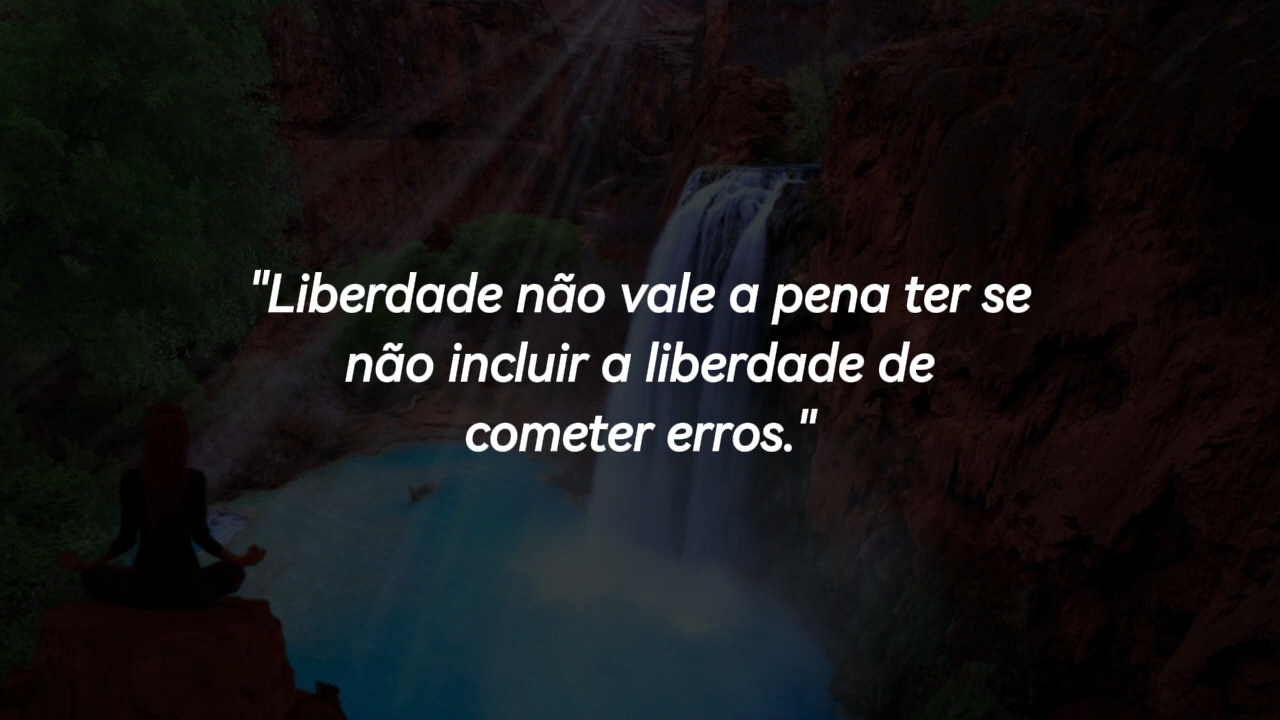 "Liberdade não vale a pena ter se
não incluir a liberdade de
cometer erros."